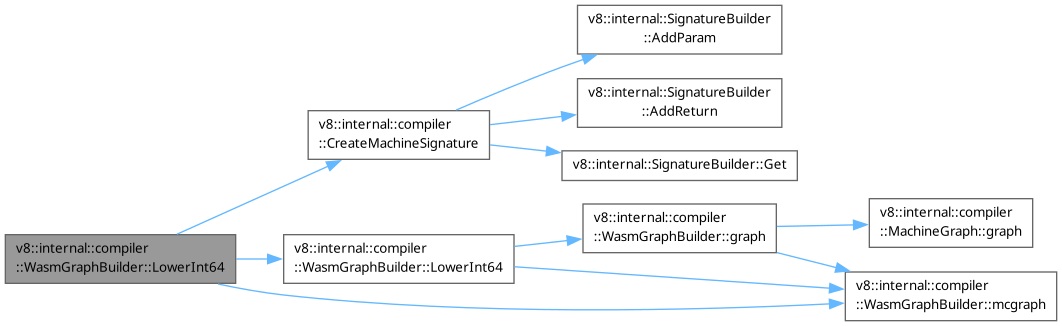 v8::internal::SignatureBuilder
::AddParam
v8::internal::SignatureBuilder
::AddReturn
v8::internal::compiler
::CreateMachineSignature
v8::internal::SignatureBuilder::Get
v8::internal::compiler
::WasmGraphBuilder::graph
v8::internal::compiler
::MachineGraph::graph
v8::internal::compiler
::WasmGraphBuilder::LowerInt64
v8::internal::compiler
::WasmGraphBuilder::LowerInt64
v8::internal::compiler
::WasmGraphBuilder::mcgraph